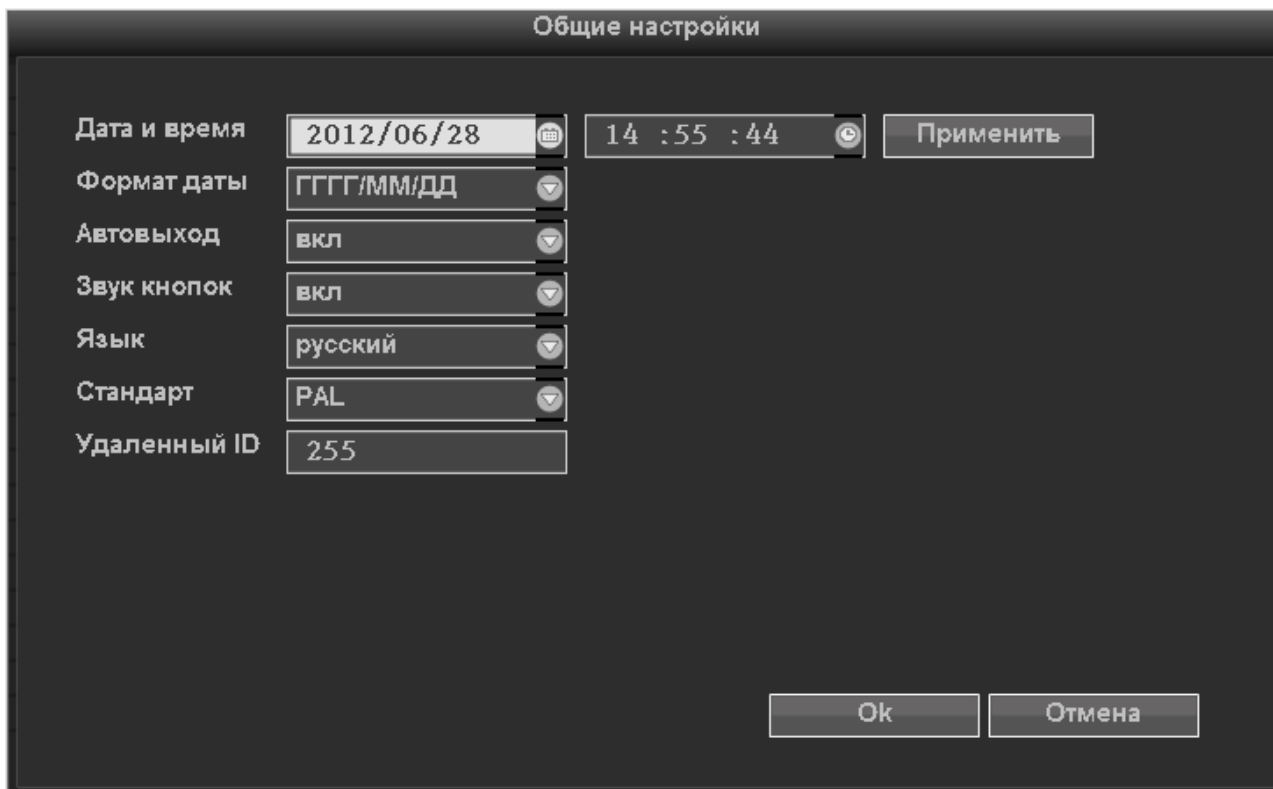 Общие настройки
Дата и время 2012/06/28 14 :55 :44 Применить
Формат даты ГГГГ/ММ/ДД
Автовыход вкл
Звук кнопок вкл
Язык русский
Стандарт PAL
Удаленный ID 255
Ok Отмена